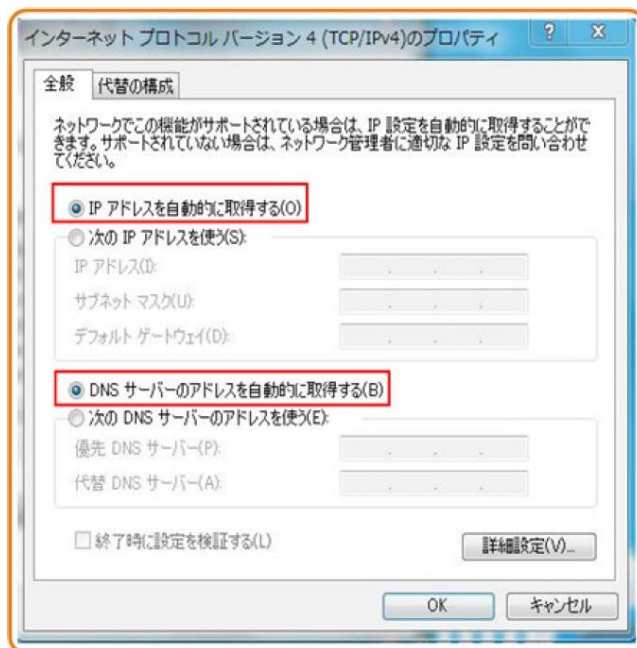 インターネット プロトコル バージョン 4 (TCP/IPv4)のプロパティ
全般
代替の構成
ネットワークでこの機能がサポートされている場合は、IP 設定を自動的に取得することがで
きます。サポートされていない場合は、ネットワーク管理者に適切な IP 設定を問い合わせ
てください。
IP アドレスを自動的に取得する(O)
次の IP アドレスを使う(S):
IP アドレス(I):
サブネット マスク(U):
デフォルト ゲートウェイ(D):
DNS サーバーのアドレスを自動的に取得する(B)
次の DNS サーバーのアドレスを使う(E):
優先 DNS サーバー(P):
代替 DNS サーバー(A):
終了時に設定を検証する(L)
詳細設定(V)...
OK
キャンセル